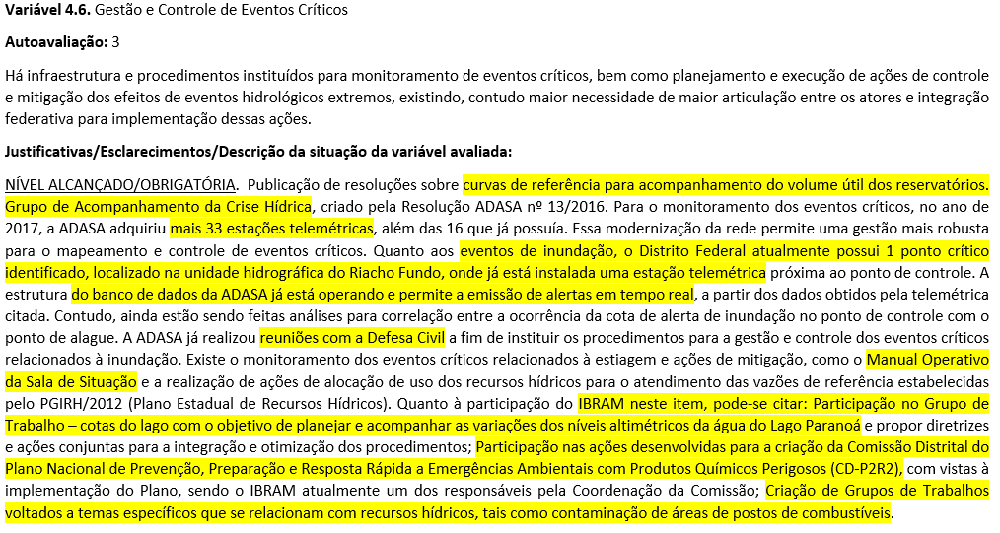 Variável 4.6. Gestão e Controle de Eventos Críticos
Autoavaliação: 3
Há infraestrutura e procedimentos instituídos para monitoramento de eventos críticos, bem como planejamento e execução de ações de controle
e mitigação dos efeitos de eventos hidrológicos extremos, existindo, contudo maior necessidade de maior articulação entre os atores e integração
federativa para implementação dessas ações.
Justificativas/Esclarecimentos/Descrição da situação da variável avaliada:
NÍVEL ALCANÇADO/OBRIGATÓRIA. Publicação de resoluções sobre curvas de referência para acompanhamento do volume útil dos reservatórios.
Grupo de Acompanhamento da Crise Hídrica, criado pela Resolução ADASA nº 13/2016. Para o monitoramento dos eventos críticos, no ano de
2017, a ADASA adquiriu mais 33 estações telemétricas, além das 16 que já possuía. Essa modernização da rede permite uma gestão mais robusta
para o mapeamento e controle de eventos críticos. Quanto aos eventos de inundação, o Distrito Federal atualmente possui 1 ponto crítico
identificado, localizado na unidade hidrográfica do Riacho Fundo, onde já está instalada uma estação telemétrica próxima ao ponto de controle. A
estrutura do banco de dados da ADASA já está operando e permite a emissão de alertas em tempo real, a partir dos dados obtidos pela telemétrica
citada. Contudo, ainda estão sendo feitas análises para correlação entre a ocorrência da cota de alerta de inundação no ponto de controle com o
ponto de alague. A ADASA já realizou reuniões com a Defesa Civil a fim de instituir os procedimentos para a gestão e controle dos eventos críticos
relacionados à inundação. Existe o monitoramento dos eventos críticos relacionados à estiagem e ações de mitigação, como o Manual Operativo
da Sala de Situação e a realização de ações de alocação de uso dos recursos hídricos para o atendimento das vazões de referência estabelecidas
pelo PGIRH/2012 (Plano Estadual de Recursos Hídricos). Quanto à participação do IBRAM neste item, pode-se citar: Participação no Grupo de
Trabalho – cotas do lago com o objetivo de planejar e acompanhar as variações dos níveis altimétricos da água do Lago Paranoá e propor diretrizes
e ações conjuntas para a integração e otimização dos procedimentos; Participação nas ações desenvolvidas para a criação da Comissão Distrital do
Plano Nacional de Prevenção, Preparação e Resposta Rápida a Emergências Ambientais com Produtos Químicos Perigosos (CD-P2R2), com vistas à
implementação do Plano, sendo o IBRAM atualmente um dos responsáveis pela Coordenação da Comissão; Criação de Grupos de Trabalhos
voltados a temas específicos que se relacionam com recursos hídricos, tais como contaminação de áreas de postos de combustíveis.